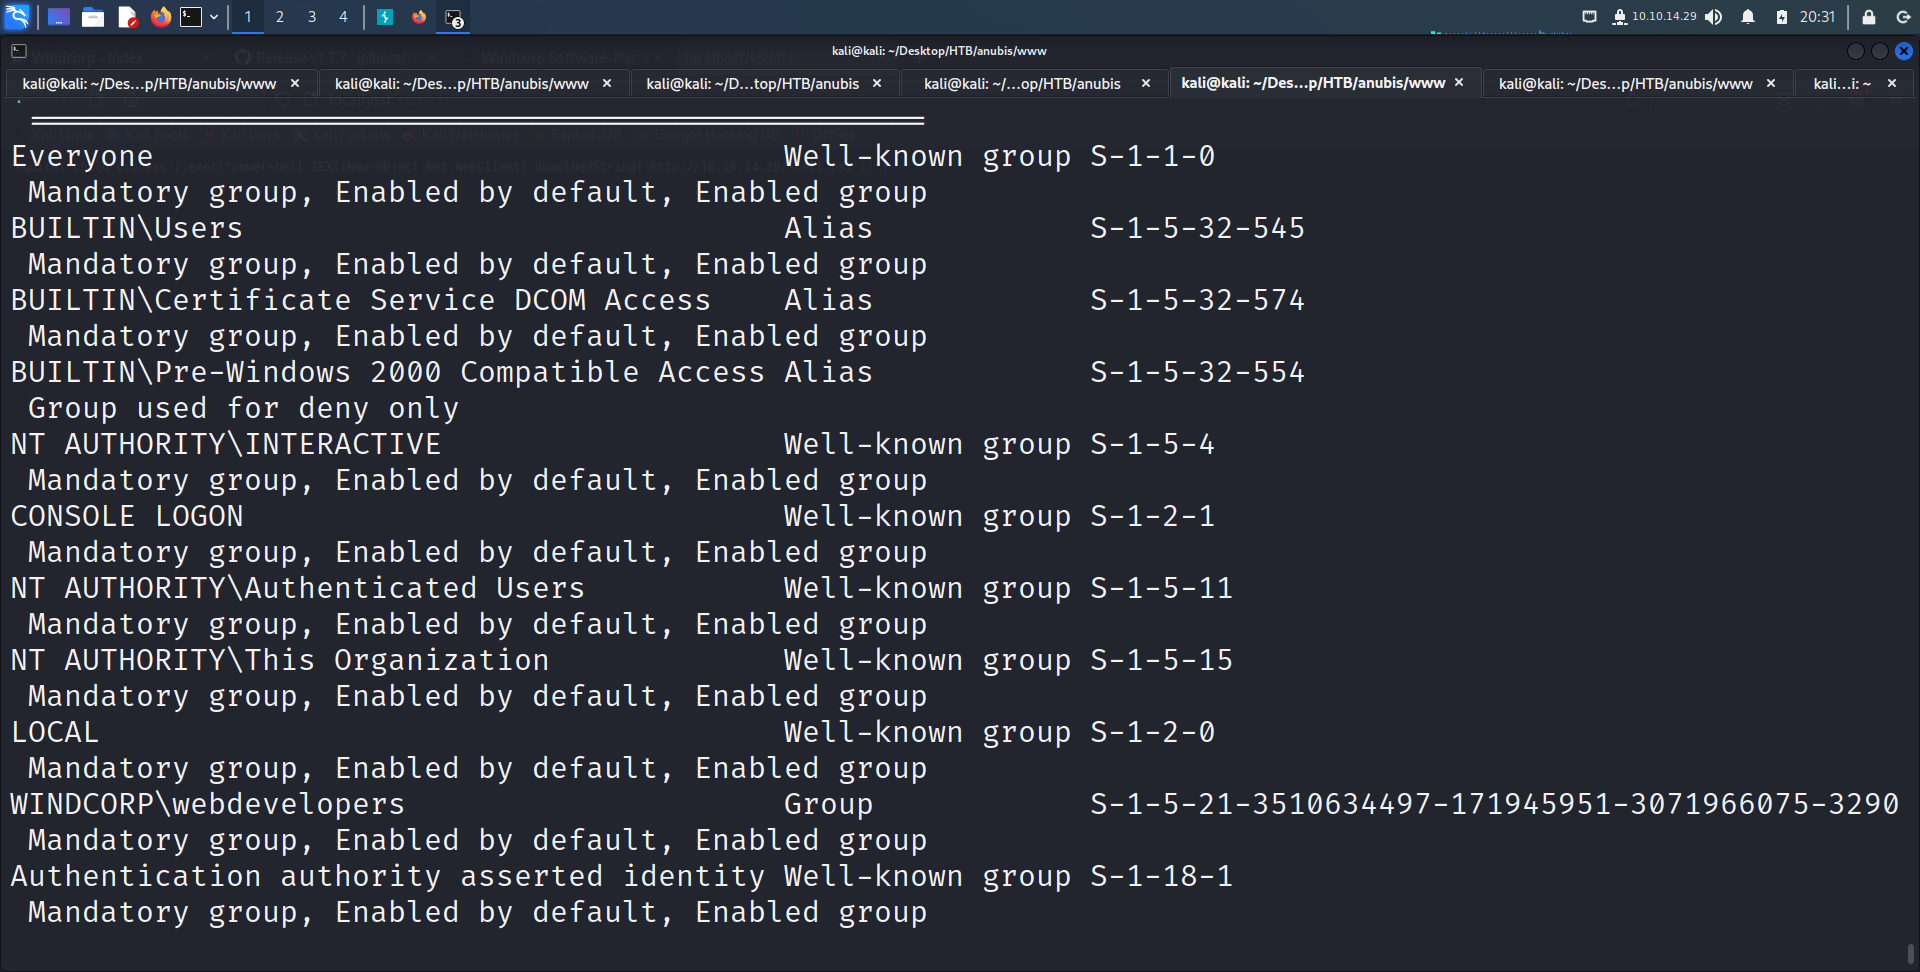 1 2 3 4 3 10.10.14.29 20:31
kali@kali: ~/Desktop/HTB/anubis/www
kali@kali: ~/Des...p/HTB/anubis/www × kali@kali: ~/Des...p/HTB/anubis/www × kali@kali: ~/D...top/HTB/anubis × kali@kali: ~/...op/HTB/anubis × kali@kali: ~/Des...p/HTB/anubis/www × kali@kali: ~/Des...p/HTB/anubis/www × kali...i: ~ ×
Everyone Well-known group S-1-1-0
Mandatory group, Enabled by default, Enabled group
BUILTIN\Users Alias S-1-5-32-545
Mandatory group, Enabled by default, Enabled group
BUILTIN\Certificate Service DCOM Access Alias S-1-5-32-574
Mandatory group, Enabled by default, Enabled group
BUILTIN\Pre-Windows 2000 Compatible Access Alias S-1-5-32-554
Group used for deny only
NT AUTHORITY\INTERACTIVE Well-known group S-1-5-4
Mandatory group, Enabled by default, Enabled group
CONSOLE LOGON Well-known group S-1-2-1
Mandatory group, Enabled by default, Enabled group
NT AUTHORITY\Authenticated Users Well-known group S-1-5-11
Mandatory group, Enabled by default, Enabled group
NT AUTHORITY\This Organization Well-known group S-1-5-15
Mandatory group, Enabled by default, Enabled group
LOCAL Well-known group S-1-2-0
Mandatory group, Enabled by default, Enabled group
WINDCORP\webdevelopers Group S-1-5-21-3510634497-171945951-3071966075-3290
Mandatory group, Enabled by default, Enabled group
Authentication authority asserted identity Well-known group S-1-18-1
Mandatory group, Enabled by default, Enabled group